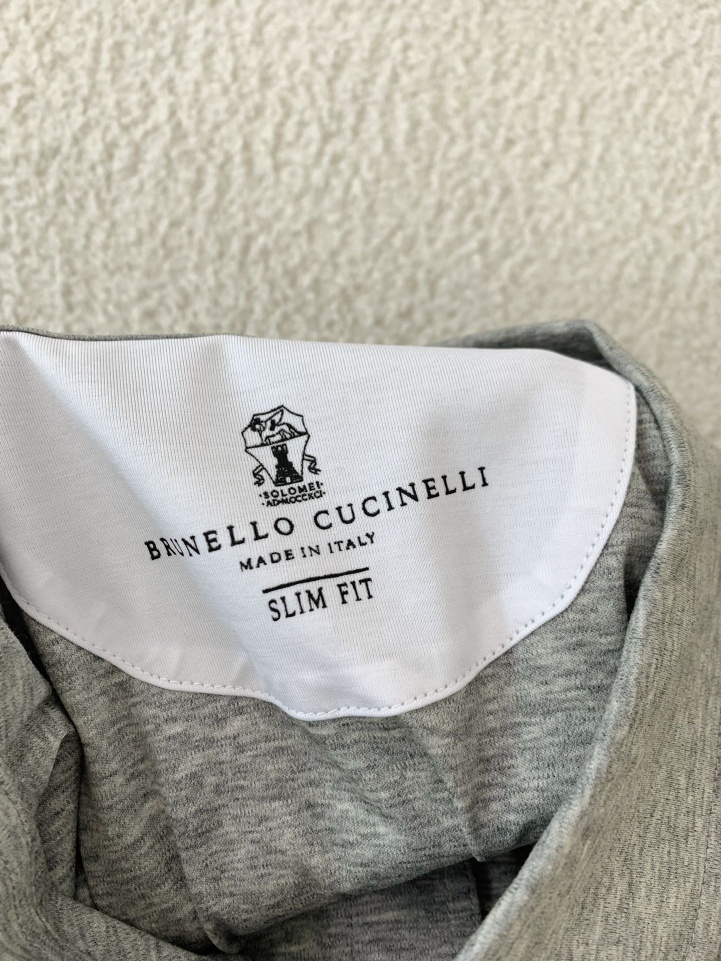 ·SOLOMEI·
·AD·MCCCXCI·
BRUNELLO CUCINELLI
MADE IN ITALY
SLIM FIT